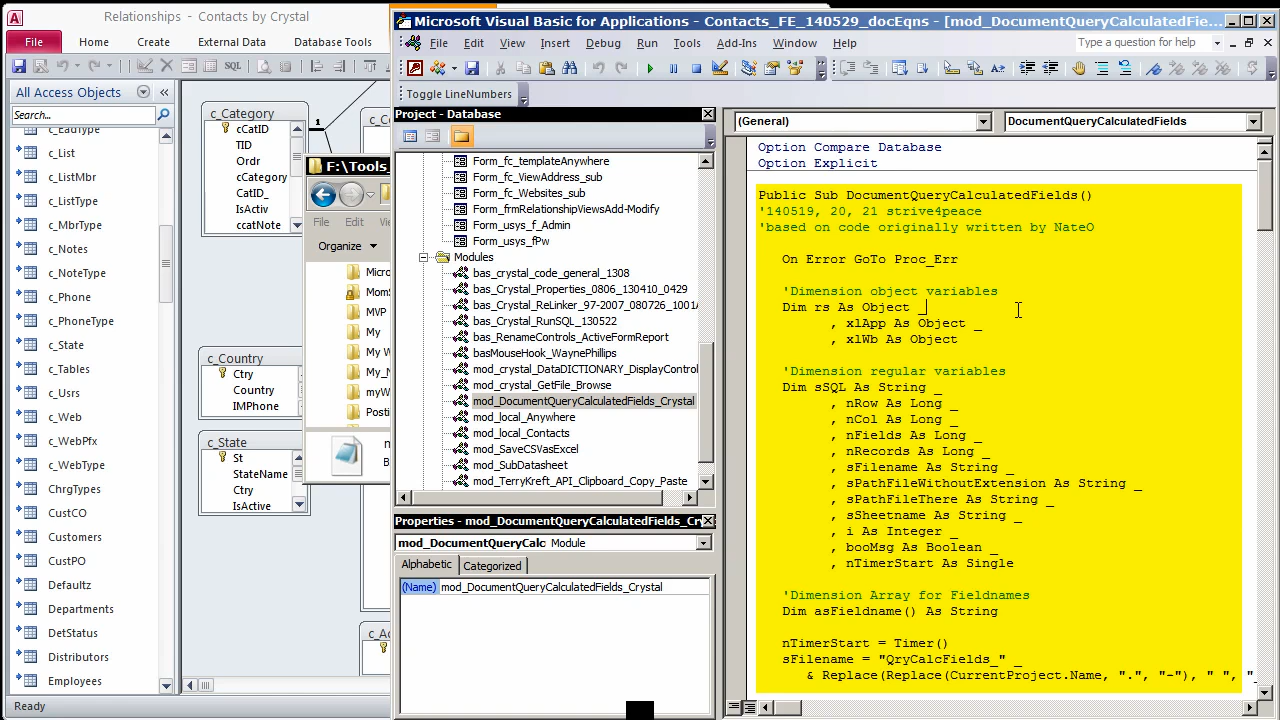 Relationships - Contacts by Crystal
File
Home
Create
External Data
Database Tools
All Access Objects
Search...
c_EadType
c_List
c_ListMbr
c_ListType
c_MbrType
c_Notes
c_NoteType
c_Phone
c_PhoneType
c_State
c_Tables
c_Usrs
c_Web
c_WebPfx
c_WebType
ChrgTypes
CustCO
Customers
CustPO
Defaultz
Departments
DetStatus
Distributors
Employees
Ready
c_Category
cCatID
TID
Ordr
cCategory
CatID_
IsActiv
ccatNote
1
c_Country
Ctry
Country
IMPhone
c_State
St
StateName
Ctry
IsActive
F:\Tools_
File
Edit
Organize
Micro
MVP
My
My W
My_N
myW
Posti
Microsoft Visual Basic for Applications - Contacts_FE_140529_docEqns - [mod_DocumentQueryCalculatedFie...
File Edit View Insert Debug Run Tools Add-Ins Window Help
Type a question for help
Toggle LineNumbers
Project - Database
Form_fc_templateAnywhere
Form_fc_ViewAddress_sub
Form_fc_Websites_sub
Form_frmRelationshipViewsAdd-Modify
Form_usys_f_Admin
Form_usys_fPw
Modules
bas_crystal_code_general_1308
bas_Crystal_Properties_0806_130410_0429
bas_Crystal_ReLinker_97-2007_080726_1001A
bas_Crystal_RunSQL_130522
bas_RenameControls_ActiveFormReport
basMouseHook_WaynePhillips
mod_crystal_DataDICTIONARY_DisplayControl
mod_crystal_GetFile_Browse
mod_DocumentQueryCalculatedFields_Crystal
mod_local_Anywhere
mod_local_Contacts
mod_SaveCSVasExcel
mod_SubDatasheet
mod_TerryKreft_API_Clipboard_Copy_Paste
Properties - mod_DocumentQueryCalculatedFields_Cry
mod_DocumentQueryCalc Module
Alphabetic
Categorized
(Name) mod_DocumentQueryCalculatedFields_Crystal
(General)
DocumentQueryCalculatedFields
Option Compare Database
Option Explicit
Public Sub DocumentQueryCalculatedFields()
'140519, 20, 21 strive4peace
'based on code originally written by NateO
On Error GoTo Proc_Err
'Dimension object variables
Dim rs As Object _
, xlApp As Object _
, xlWb As Object
'Dimension regular variables
Dim sSQL As String _
, nRow As Long _
, nCol As Long _
, nFields As Long _
, nRecords As Long _
, sFilename As String _
, sPathFileWithoutExtension As String _
, sPathFileThere As String _
, sSheetname As String _
, i As Integer _
, booMsg As Boolean _
, nTimerStart As Single
'Dimension Array for Fieldnames
Dim asFieldname() As String
nTimerStart = Timer()
sFilename = "QryCalcFields_" _
& Replace(Replace(CurrentProject.Name, ".", "-"), " ", "_